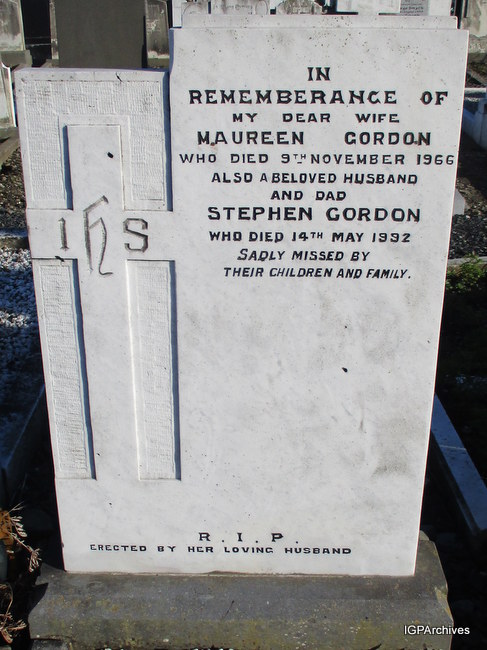 IN
REMEMBERANCE OF
MY DEAR WIFE
MAUREEN GORDON
WHO DIED 9TH NOVEMBER 1966
ALSO A BELOVED HUSBAND
AND DAD
STEPHEN GORDON
WHO DIED 14TH MAY 1992
SADLY MISSED BY
THEIR CHILDREN AND FAMILY.
IHS
R.I.P.
ERECTED BY HER LOVING HUSBAND
IGPArchives